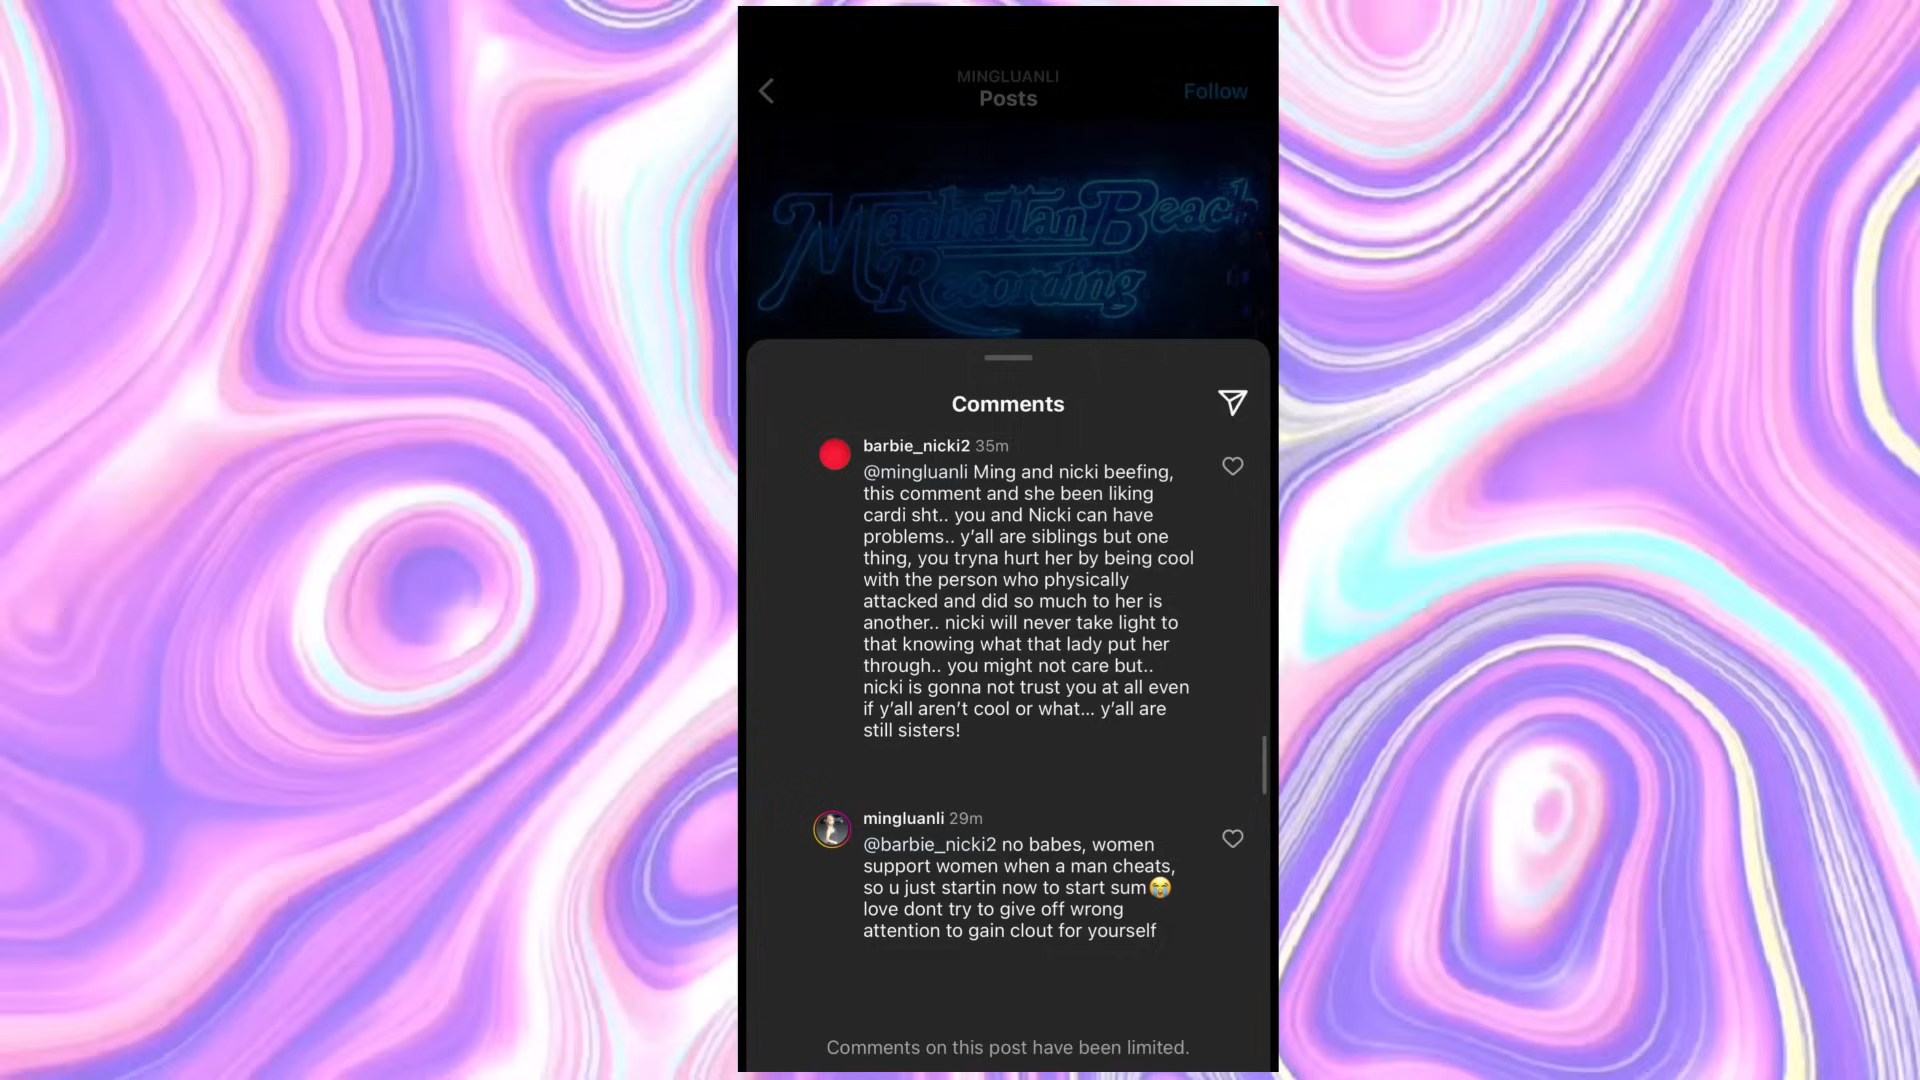 MINGLUANLI
Posts
Follow
Manhattan Beach
Recording
Comments
barbie_nicki2 35m
@mingluanli Ming and nicki beefing,
this comment and she been liking
cardi sht.. you and Nicki can have
problems.. y’all are siblings but one
thing, you tryna hurt her by being cool
with the person who physically
attacked and did so much to her is
another.. nicki will never take light to
that knowing what that lady put her
through.. you might not care but..
nicki is gonna not trust you at all even
if y’all aren’t cool or what... y’all are
still sisters!
mingluanli 29m
@barbie_nicki2 no babes, women
support women when a man cheats,
so u just startin now to start sum😭
love dont try to give off wrong
attention to gain clout for yourself
Comments on this post have been limited.